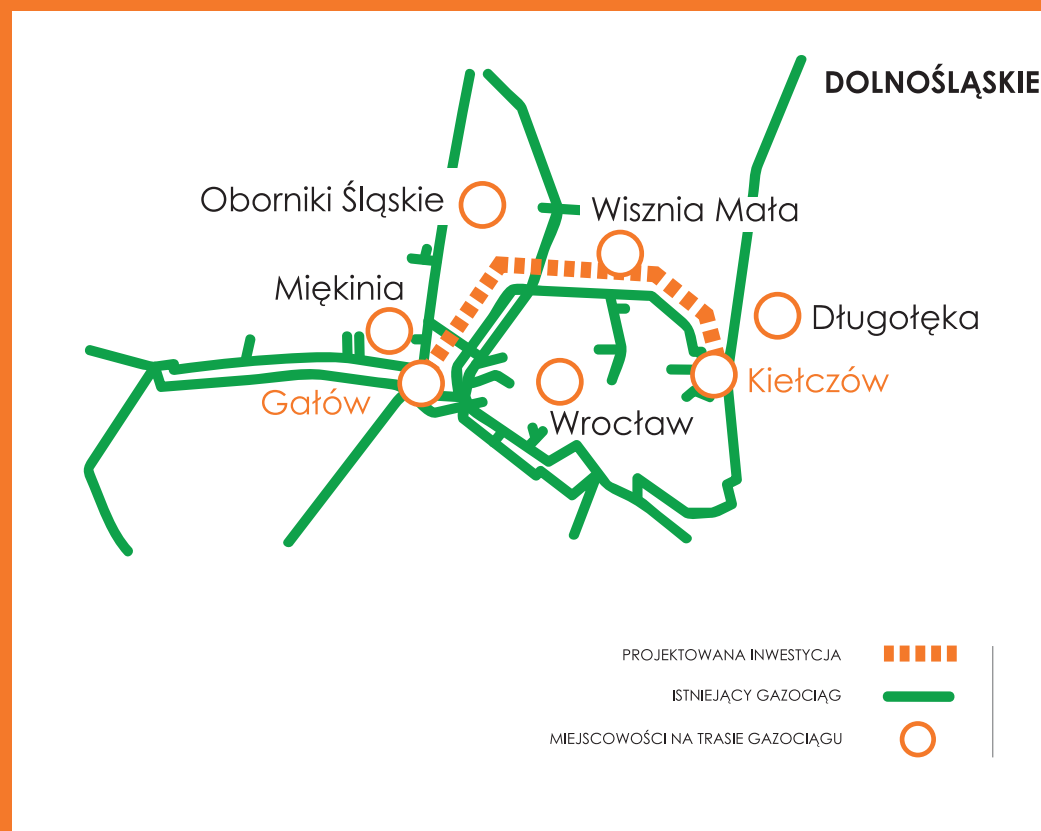 DOLNOŚLĄSKIE
Oborniki Śląskie
Wisznia Mała
Miękinia
Długołęka
Kiełczów
Gałów
Wrocław
PROJEKTOWANA INWESTYCJA
ISTNIEJĄCY GAZOCIĄG
MIEJSCOWOŚCI NA TRASIE GAZOCIĄGU